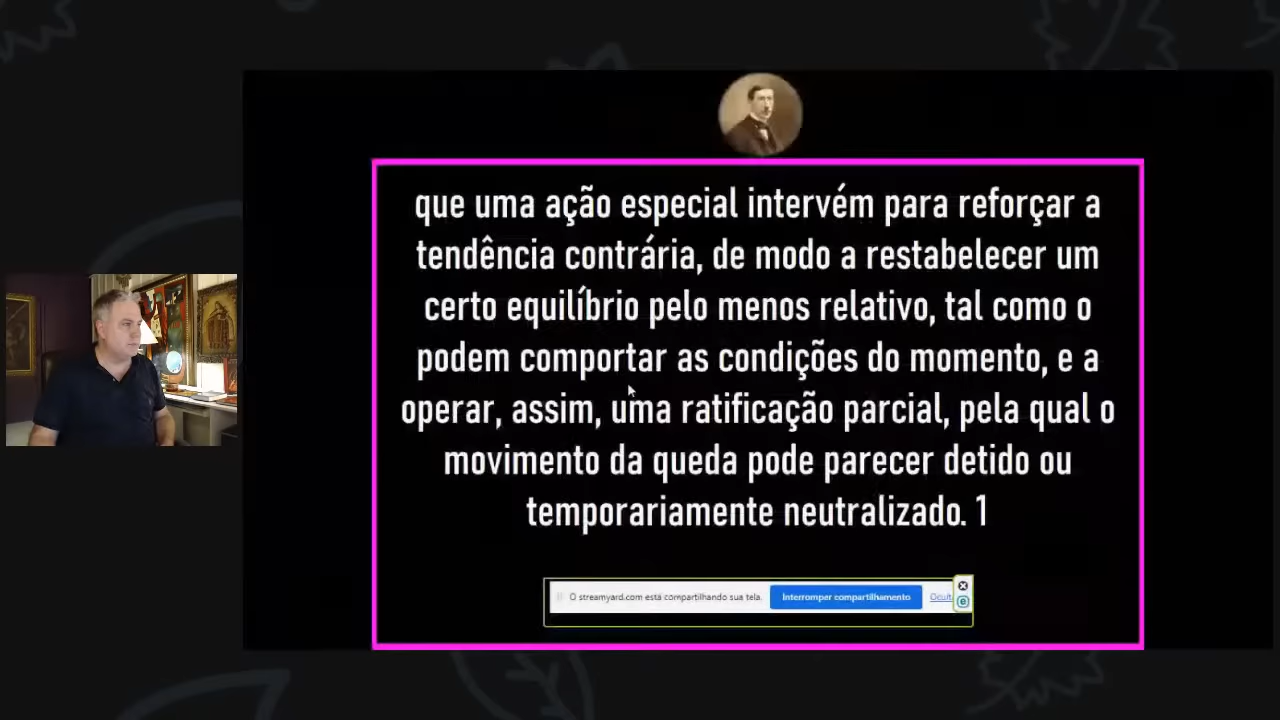 que uma ação especial intervém para reforçar a
tendência contrária, de modo a restabelecer um
certo equilíbrio pelo menos relativo, tal como o
podem comportar as condições do momento, e a
operar, assim, uma ratificação parcial, pela qual o
movimento da queda pode parecer detido ou
temporariamente neutralizado. 1
O streamyard.com está compartilhando sua tela. Interromper compartilhamento Ocult